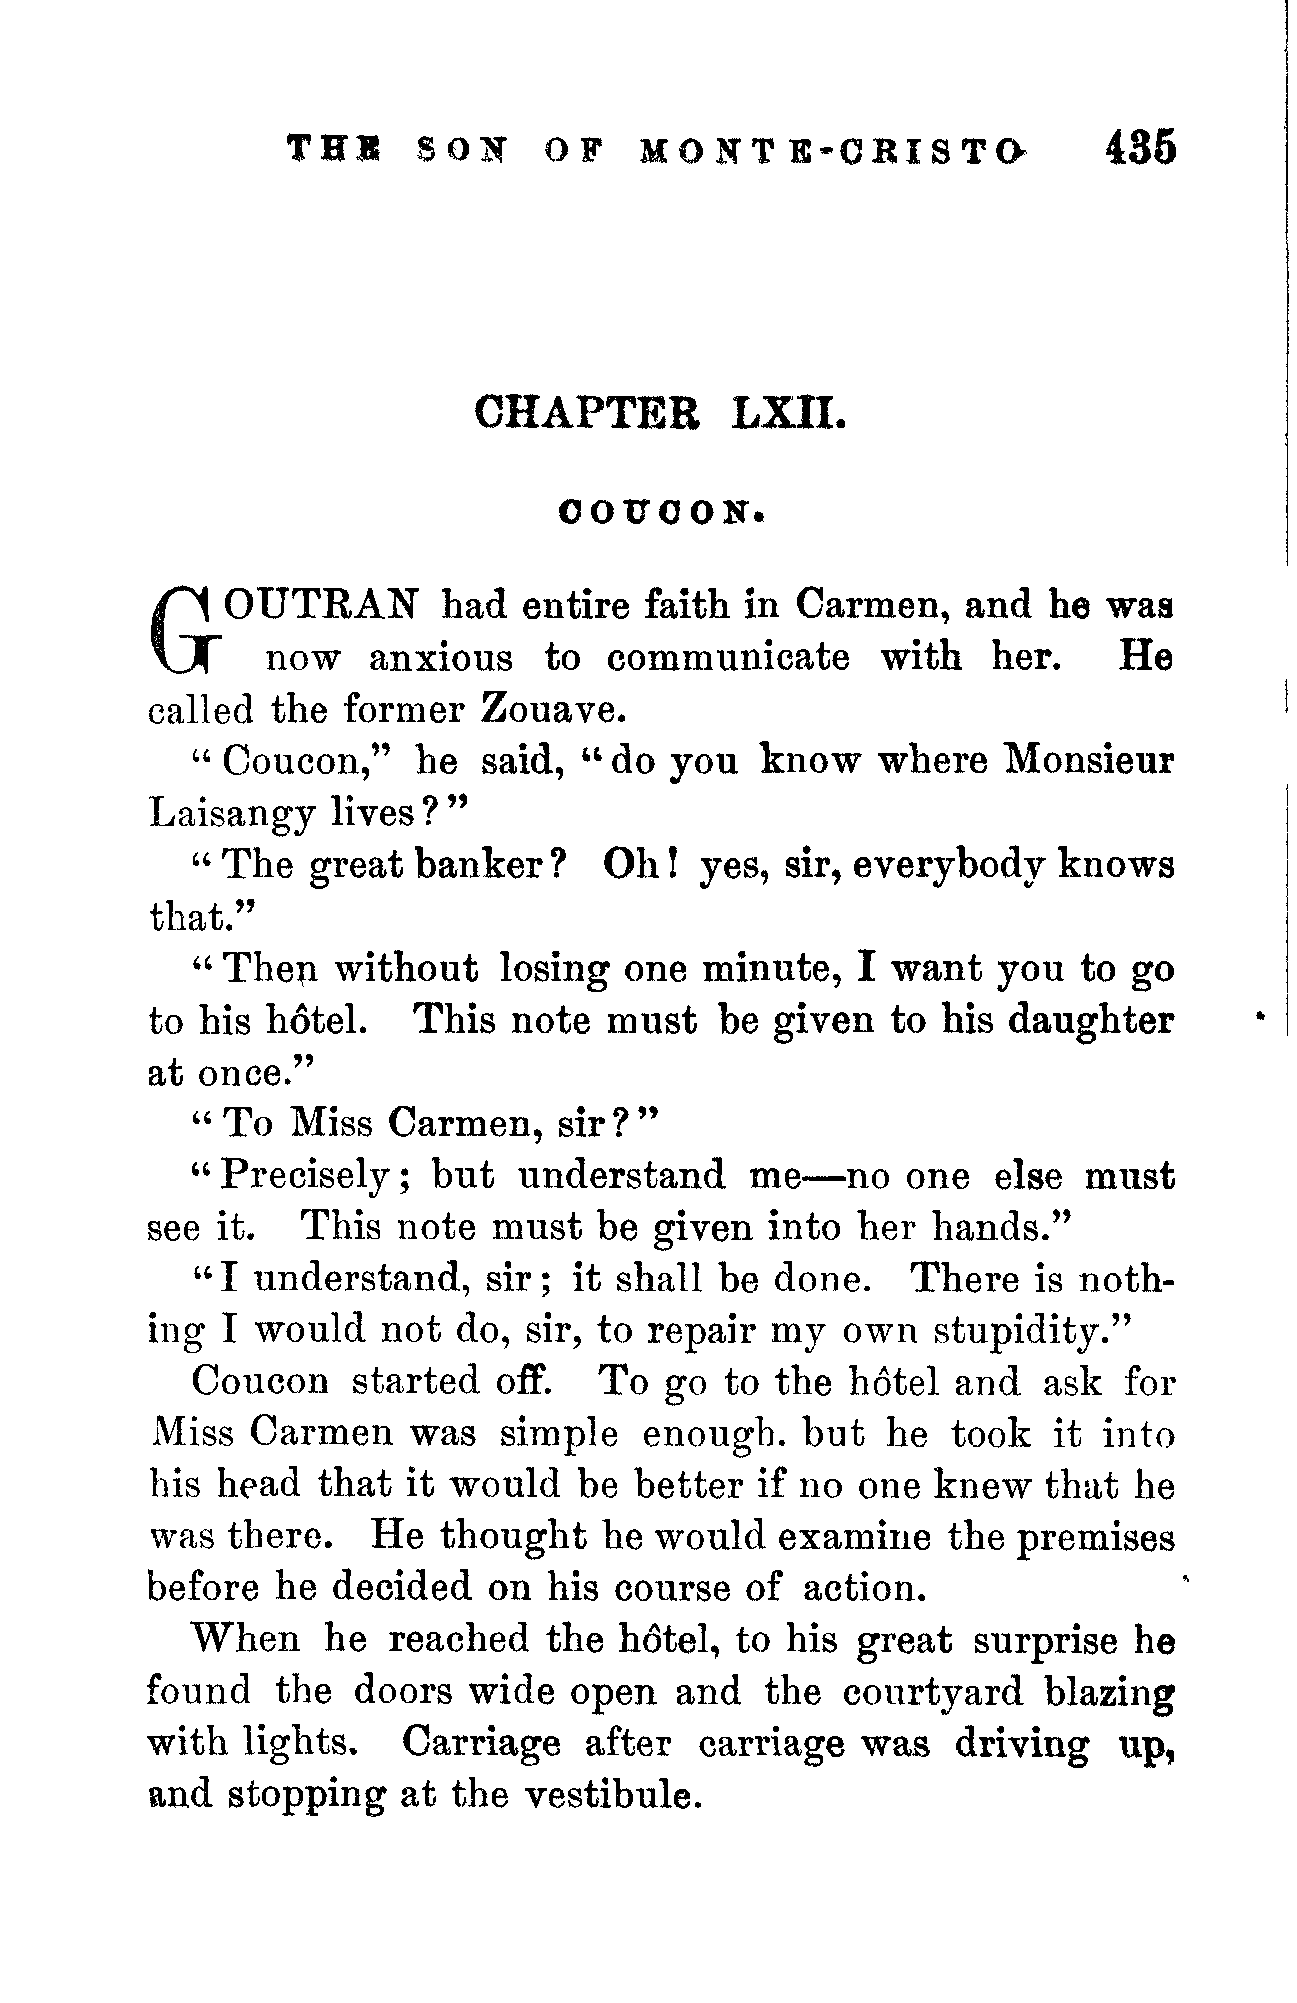 THE SON OF MONTE-CRISTO 435
CHAPTER LXII.
COUCON.
GOUTRAN had entire faith in Carmen, and he was
now anxious to communicate with her. He
called the former Zouave.
“Coucon,” he said, “do you know where Monsieur
Laisangy lives?”
“The great banker? Oh! yes, sir, everybody knows
that.”
“Then without losing one minute, I want you to go
to his hôtel. This note must be given to his daughter
at once.”
“To Miss Carmen, sir?”
“Precisely; but understand me—no one else must
see it. This note must be given into her hands.”
“I understand, sir; it shall be done. There is noth-
ing I would not do, sir, to repair my own stupidity.”
Coucon started off. To go to the hôtel and ask for
Miss Carmen was simple enough. but he took it into
his head that it would be better if no one knew that he
was there. He thought he would examine the premises
before he decided on his course of action.
When he reached the hôtel, to his great surprise he
found the doors wide open and the courtyard blazing
with lights. Carriage after carriage was driving up,
and stopping at the vestibule.